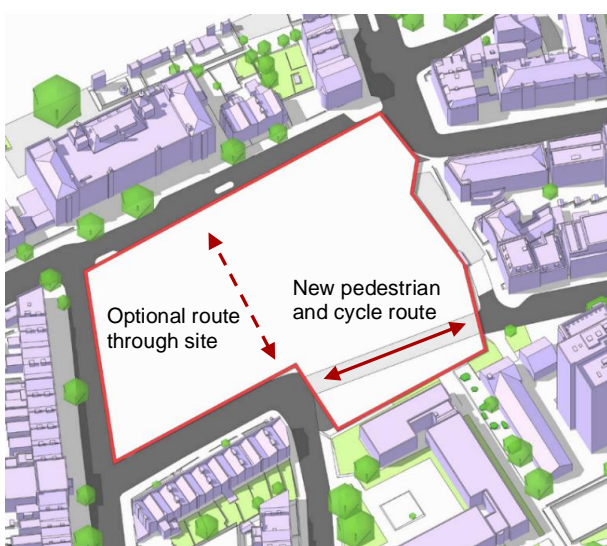 Optional route
through site
New pedestrian
and cycle route